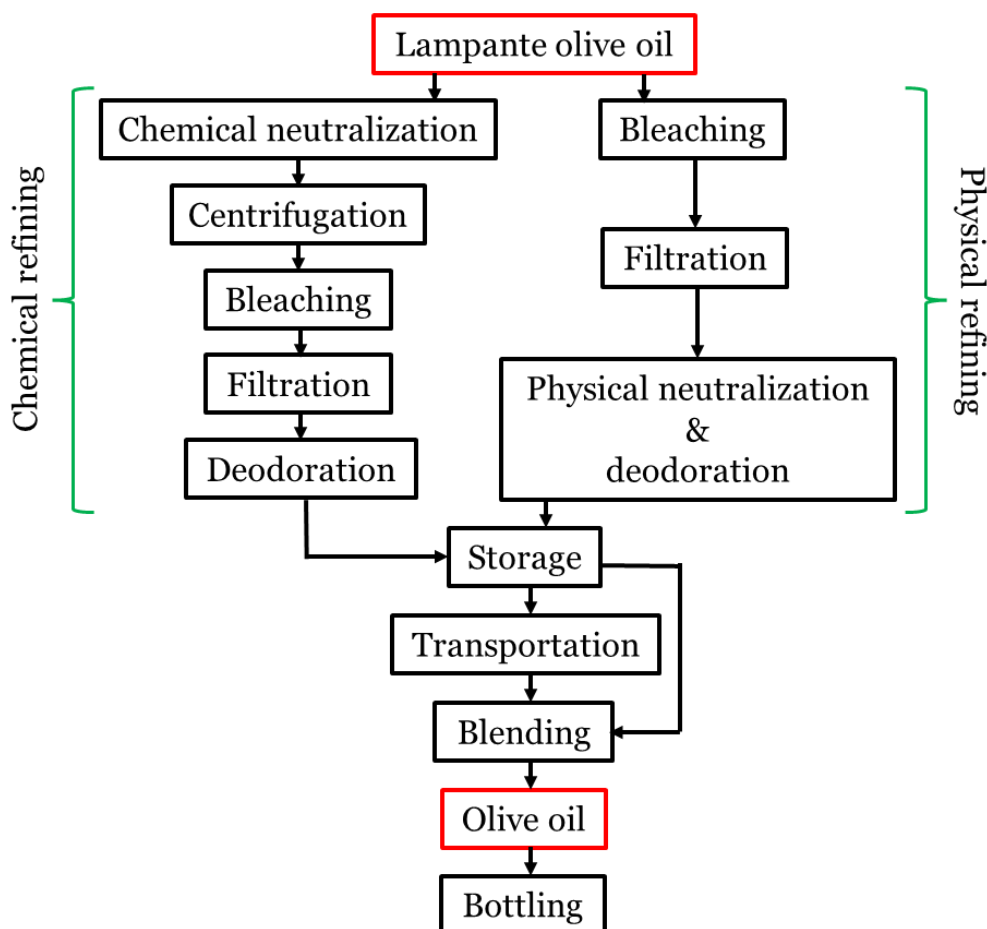 Lampante olive oil
Chemical neutralization
Centrifugation
Bleaching
Filtration
Deodoration
Chemical refining
Bleaching
Filtration
Physical neutralization
&
deodoration
Physical refining
Storage
Transportation
Blending
Olive oil
Bottling